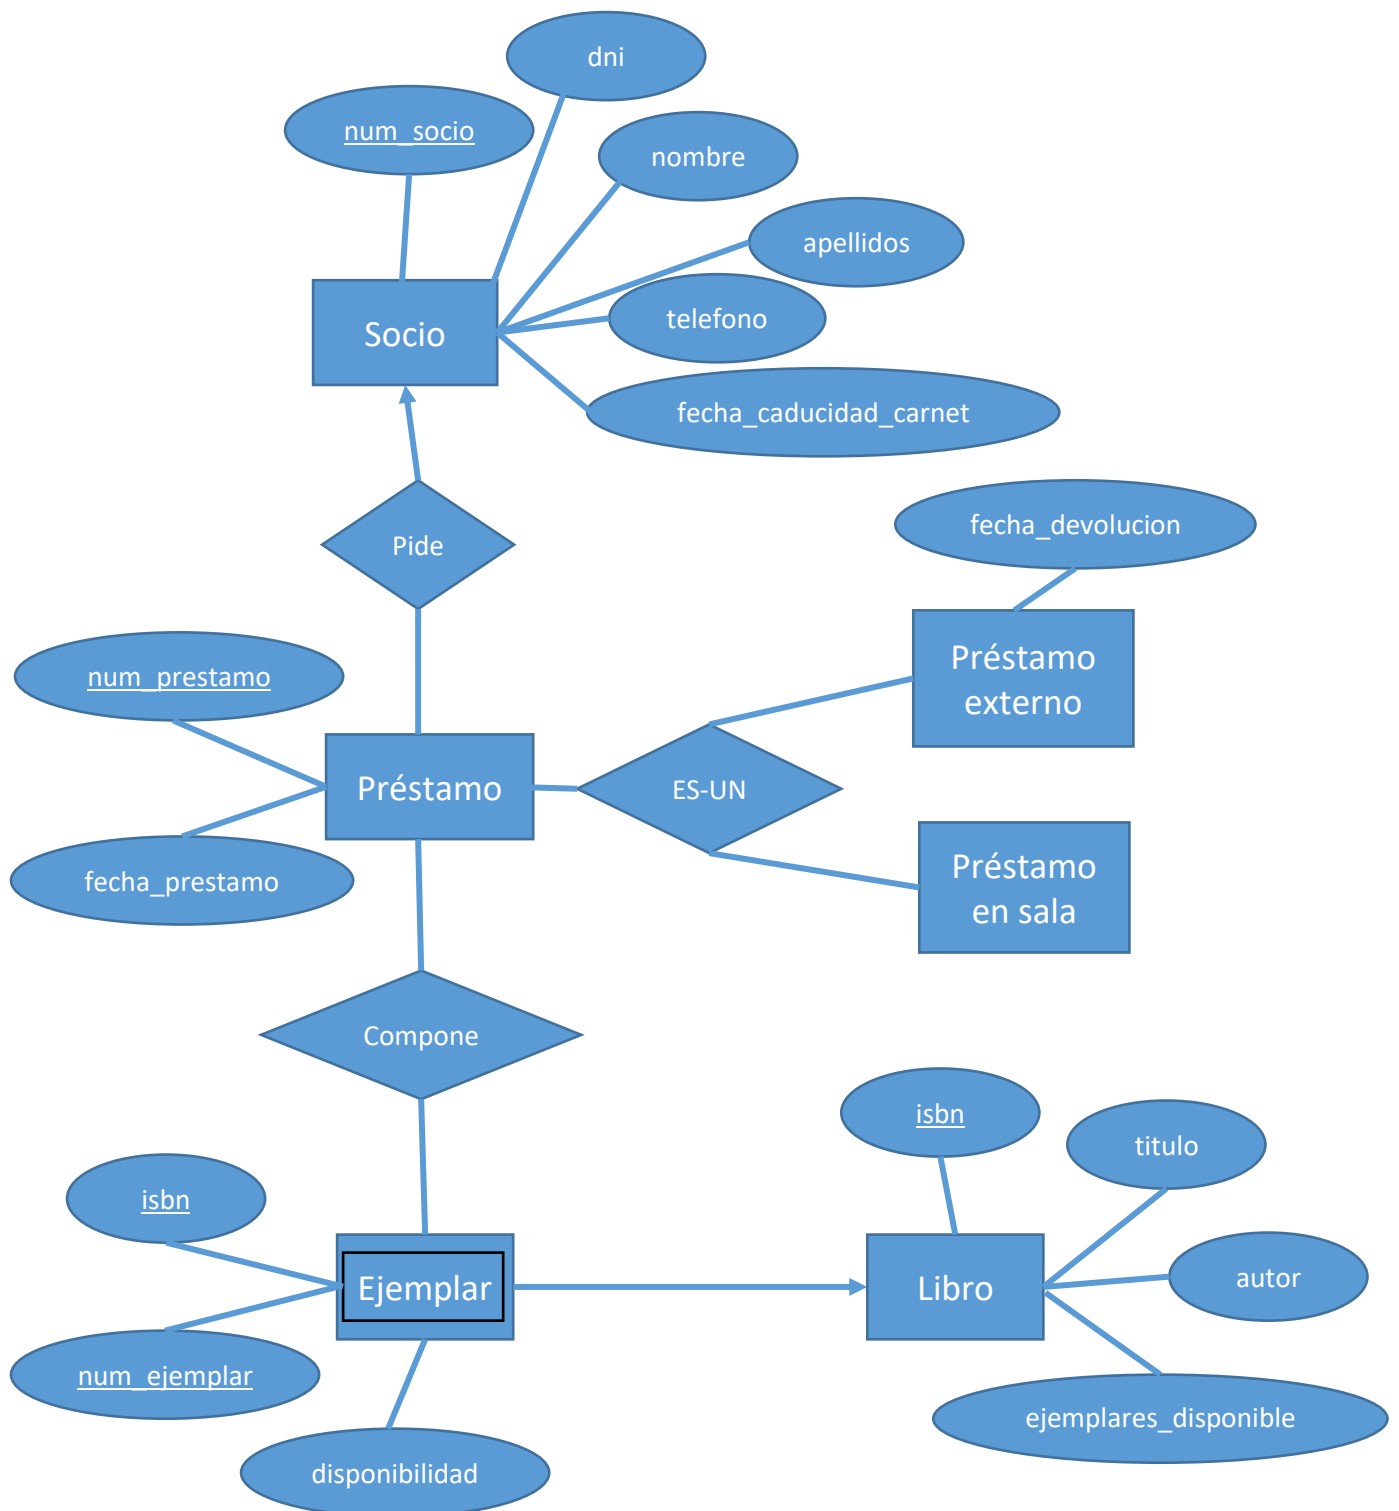 dni
num_socio
nombre
apellidos
telefono
Socio
fecha_caducidad_carnet
fecha_devolucion
Pide
Préstamo
externo
num_prestamo
Préstamo
ES-UN
fecha_prestamo
Préstamo
en sala
Compone
isbn
titulo
isbn
autor
Ejemplar
Libro
num_ejemplar
ejemplares_disponible
disponibilidad